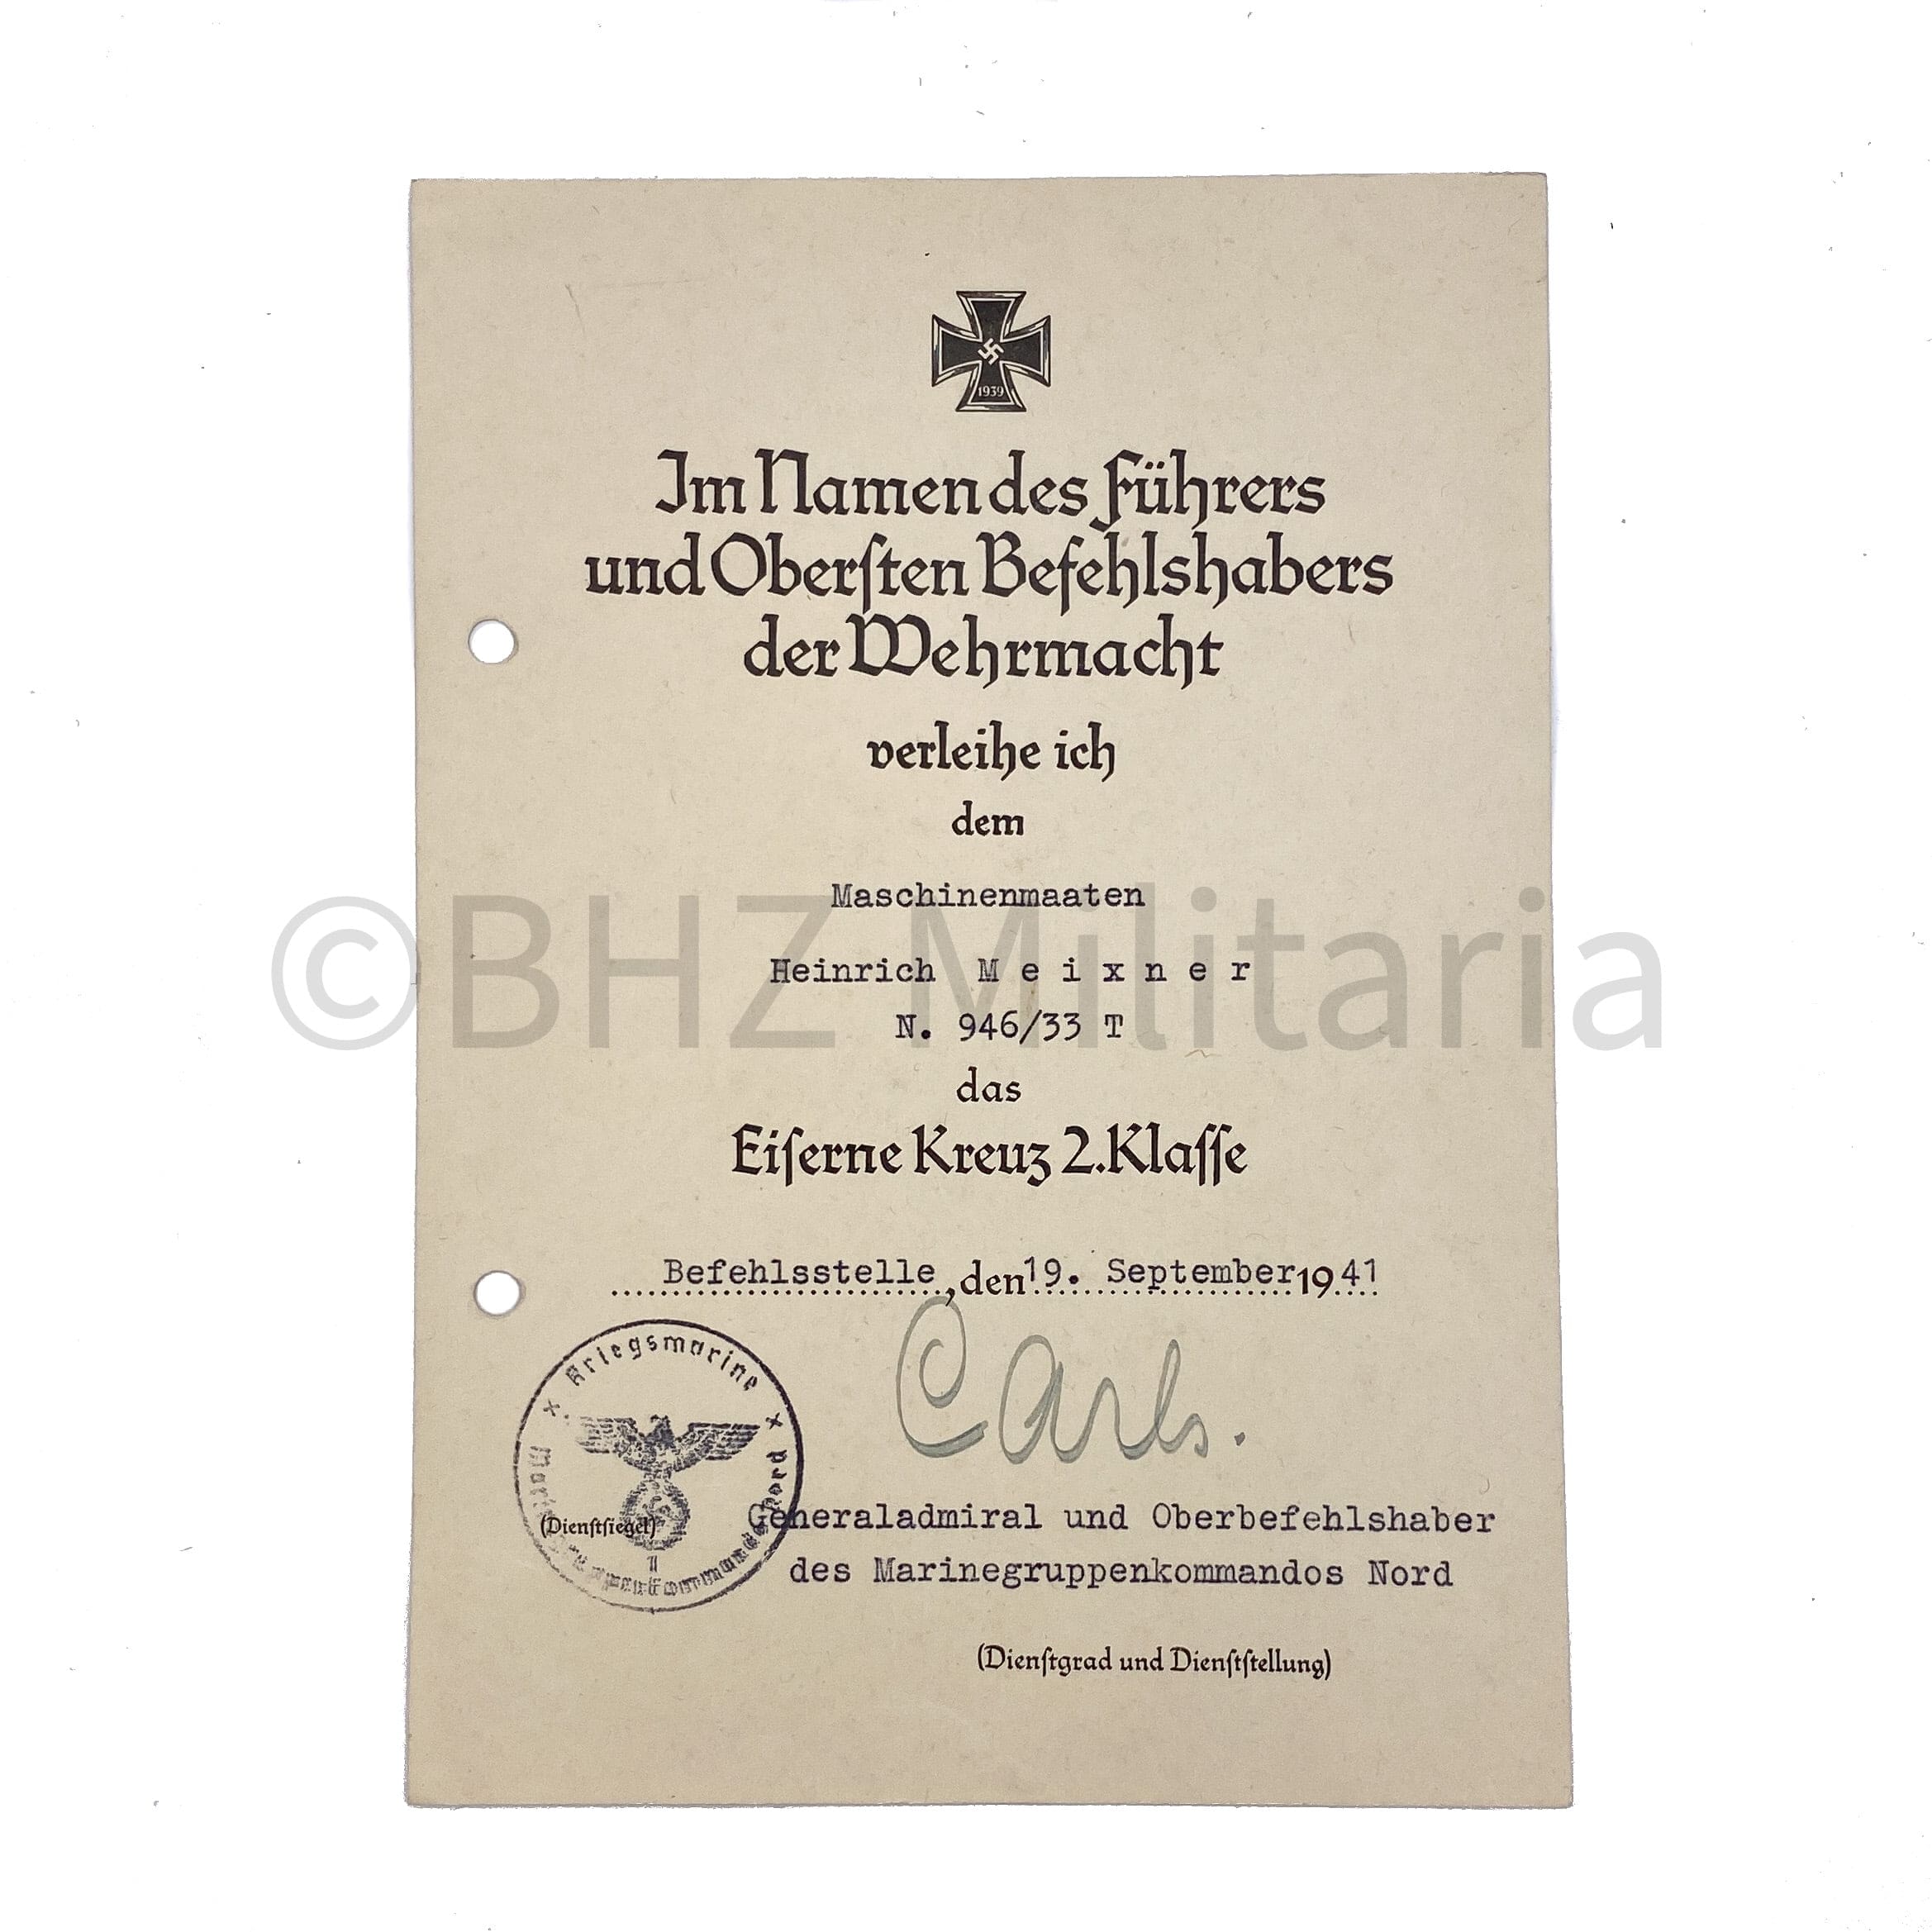 1939
Im Namen des Führers
und Oberſten Befehlshabers
der Wehrmacht
verleihe ich
dem
Maschinenmaaten
©BHZ Militaria
Heinrich M e i x n e r
N. 946/33 T
das
Eiſerne Kreuz 2. Klaſſe
Befehlsstelle, den 19. September 1941
Carls.
Kriegsmarine
Marinegruppenkommando Nord
(Dienſtſiegel)
Generaladmiral und Oberbefehlshaber
des Marinegruppenkommandos Nord
(Dienſtgrad und Dienſtſtellung)